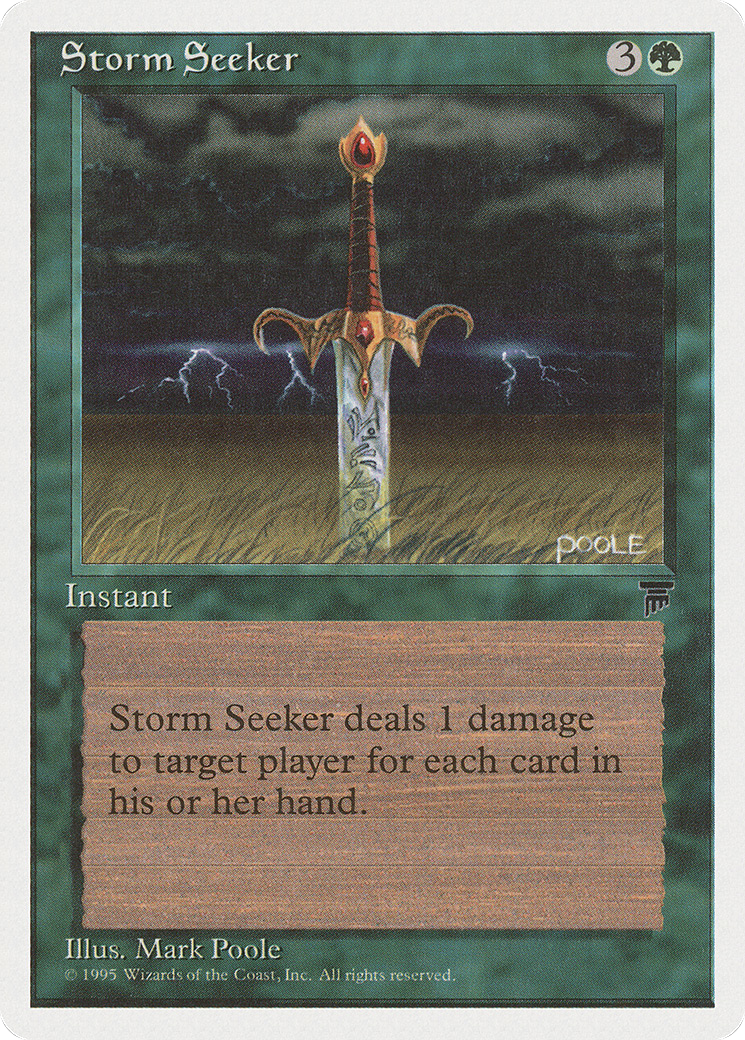 Storm Seeker 3
POOLE
Instant
Storm Seeker deals 1 damage
to target player for each card in
his or her hand.
Illus. Mark Poole
© 1995 Wizards of the Coast, Inc. All rights reserved.